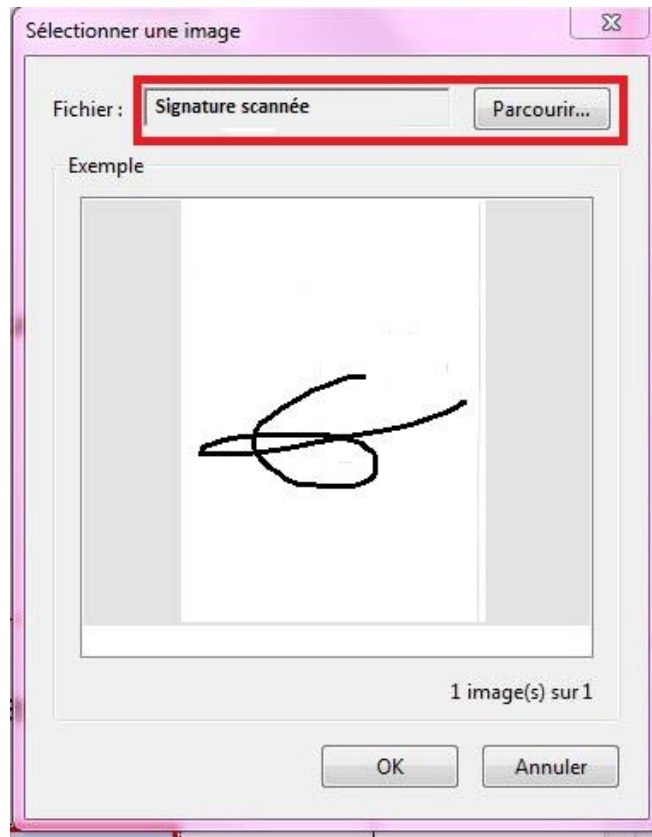 Sélectionner une image
Fichier : Signature scannée Parcourir...
Exemple
1 image(s) sur 1
OK Annuler